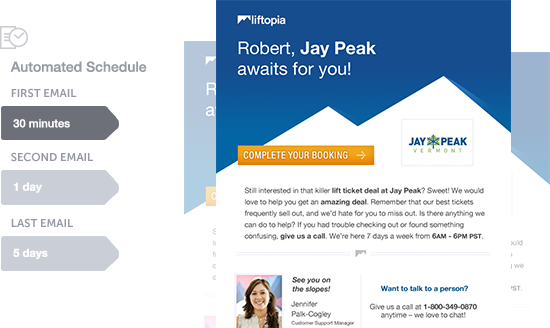 Automated Schedule
FIRST EMAIL
30 minutes
SECOND EMAIL
1 day
LAST EMAIL
5 days
liftopia
Robert, Jay Peak
awaits for you!
JAY PEAK
VERMONT
COMPLETE YOUR BOOKING
Still interested in that killer lift ticket deal at Jay Peak? Sweet! We would
love to help you get an amazing deal. Remember that our best tickets
frequently sell out, and we'd hate for you to miss out. Is there anything we
can do to help? If you had trouble checking out or found something
confusing, give us a call. We're here 7 days a week from 6AM - 6PM PST.
See you on
the slopes!
Jennifer
Palk-Cogley
Customer Support Manager
Want to talk to a person?
Give us a call at 1-800-349-0870
anytime – we love to chat!